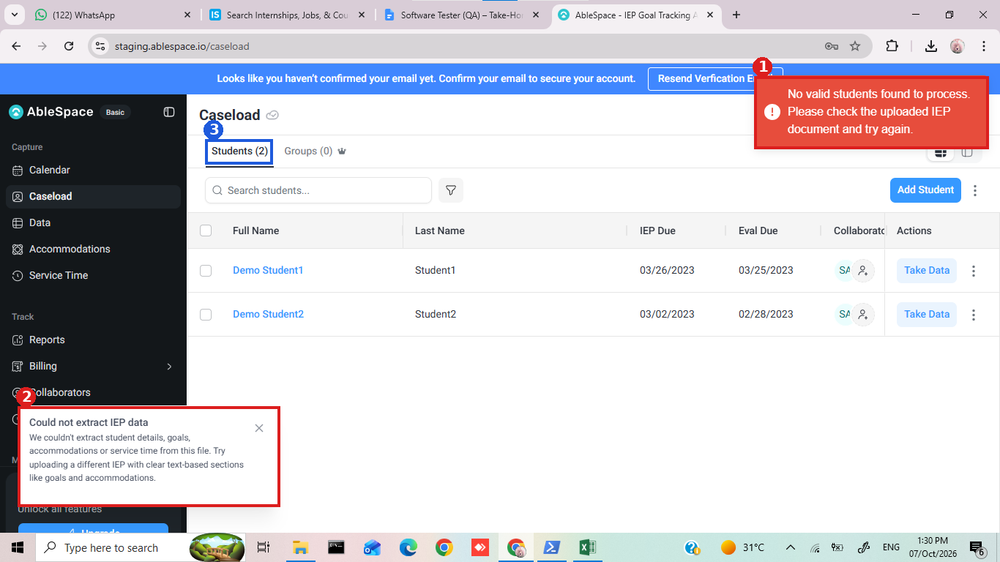 (122) WhatsApp
Search Internships, Jobs, & Cou
Software Tester (QA) – Take-Ho
AbleSpace - IEP Goal Tracking A
staging.ablespace.io/caseload
Looks like you haven't confirmed your email yet. Confirm your email to secure your account.
Resend Verfication E
1
No valid students found to process.
Please check the uploaded IEP
document and try again.
AbleSpace
Basic
Capture
Calendar
Caseload
Data
Accommodations
Service Time
Track
Reports
Billing
Collaborators
2
Could not extract IEP data
We couldn't extract student details, goals,
accommodations or service time from this file. Try
uploading a different IEP with clear text-based sections
like goals and accommodations.
Unlock all features
Upgrade
Caseload
3
Students (2)
Groups (0)
Search students...
Add Student
Full Name
Last Name
IEP Due
Eval Due
Collaborato
Actions
Demo Student1
Student1
03/26/2023
03/25/2023
SA
Take Data
Demo Student2
Student2
03/02/2023
02/28/2023
SA
Take Data
Type here to search
31°C
ENG
1:30 PM
07/Oct/2026
6